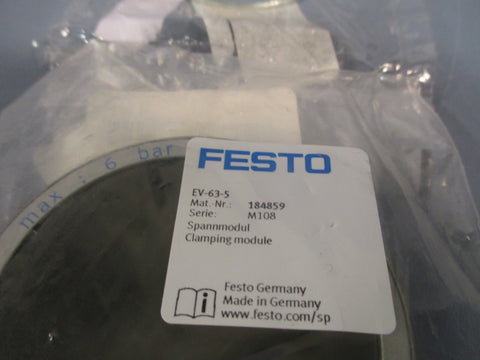 max : 6 bar
FESTO
EV-63-5
Mat.-Nr.: 184859
Serie: M108
Spannmodul
Clamping module
Festo Germany
Made in Germany
www.festo.com/sp